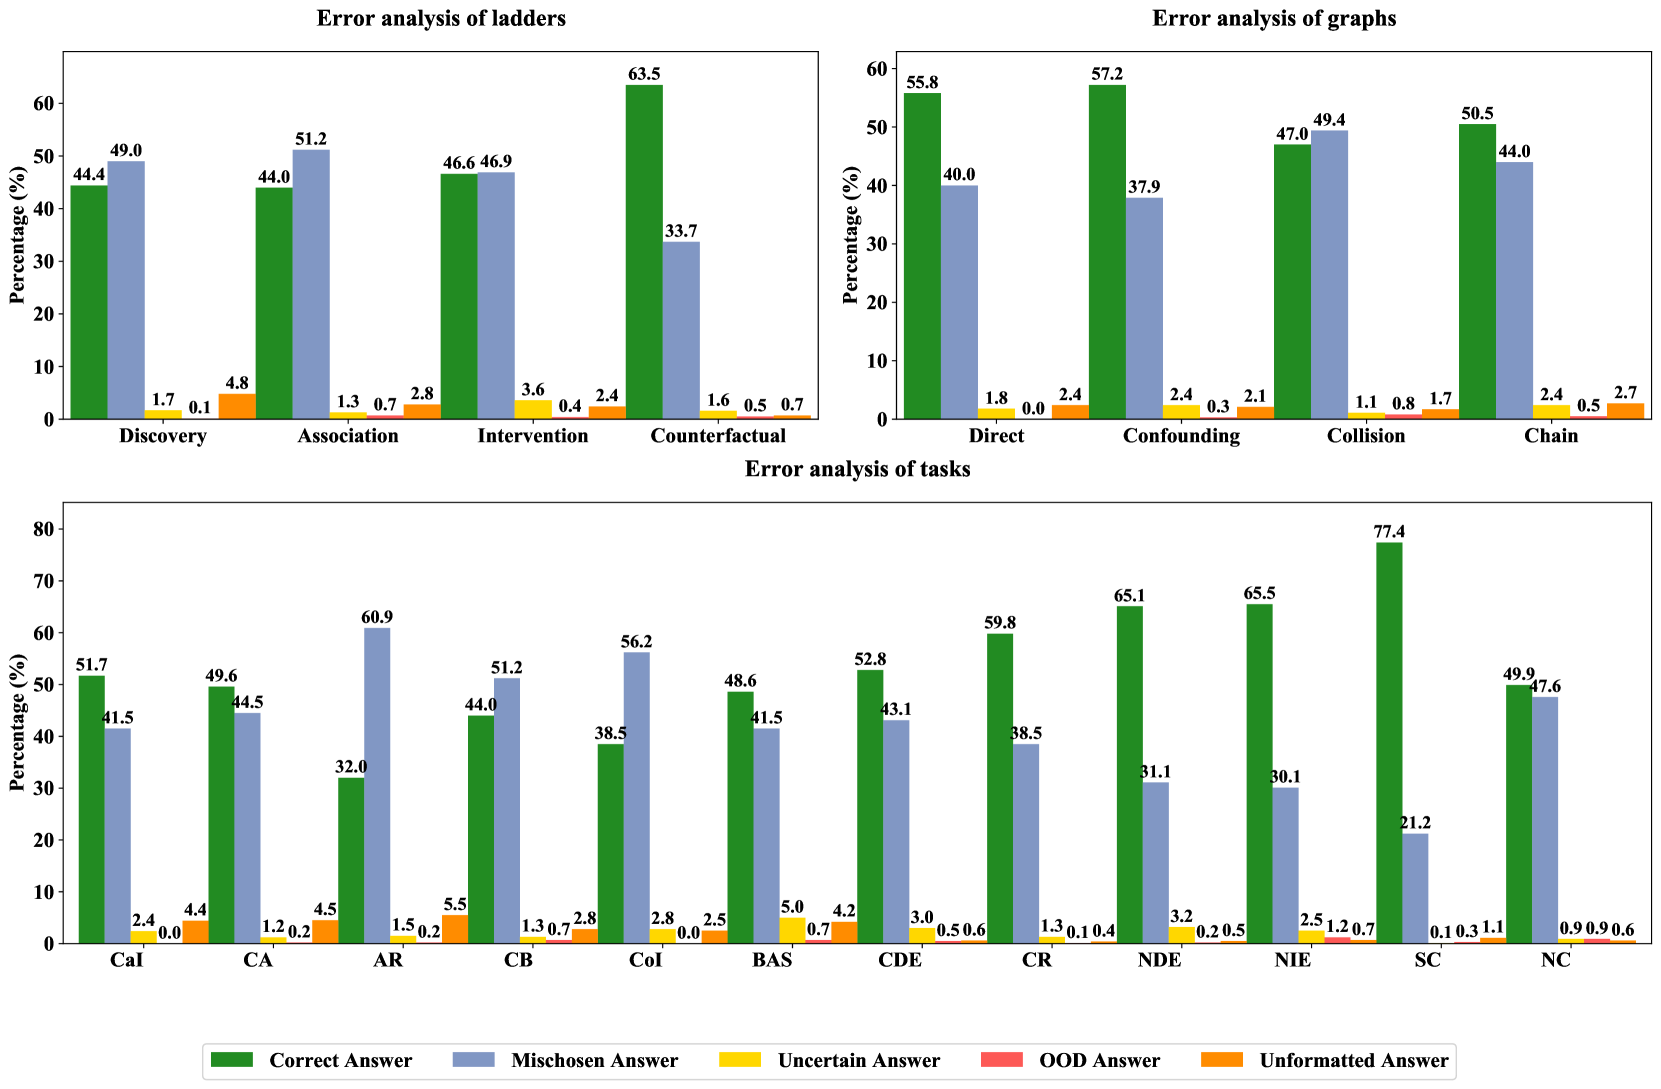 Error analysis of ladders
Percentage (%)
60
50
40
30
20
10
0
44.4 49.0 1.7 0.1 4.8
44.0 51.2 1.3 0.7 2.8
46.6 46.9 3.6 0.4 2.4
63.5 33.7 1.6 0.5 0.7
Discovery Association Intervention Counterfactual
Error analysis of graphs
Percentage (%)
60
50
40
30
20
10
0
55.8 40.0 1.8 0.0 2.4
57.2 37.9 2.4 0.3 2.1
47.0 49.4 1.1 0.8 1.7
50.5 44.0 2.4 0.5 2.7
Direct Confounding Collision Chain
Error analysis of tasks
Percentage (%)
80
70
60
50
40
30
20
10
0
51.7 41.5 2.4 0.0 4.4
49.6 44.5 1.2 0.2 4.5
32.0 60.9 1.5 0.2 5.5
44.0 51.2 1.3 0.7 2.8
38.5 56.2 2.8 0.0 2.5
48.6 41.5 5.0 0.7 4.2
52.8 43.1 3.0 0.5 0.6
59.8 38.5 1.3 0.1 0.4
65.1 31.1 3.2 0.2 0.5
65.5 30.1 2.5 1.2 0.7
77.4 21.2 0.1 0.3 1.1
49.9 47.6 0.9 0.9 0.6
CaI CA AR CB CoI BAS CDE CR NDE NIE SC NC
Correct Answer Mischosen Answer Uncertain Answer OOD Answer Unformatted Answer